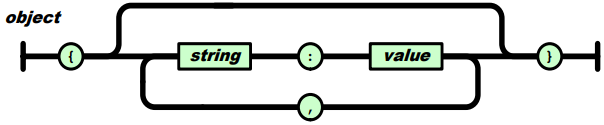 object
{ string : value }
,